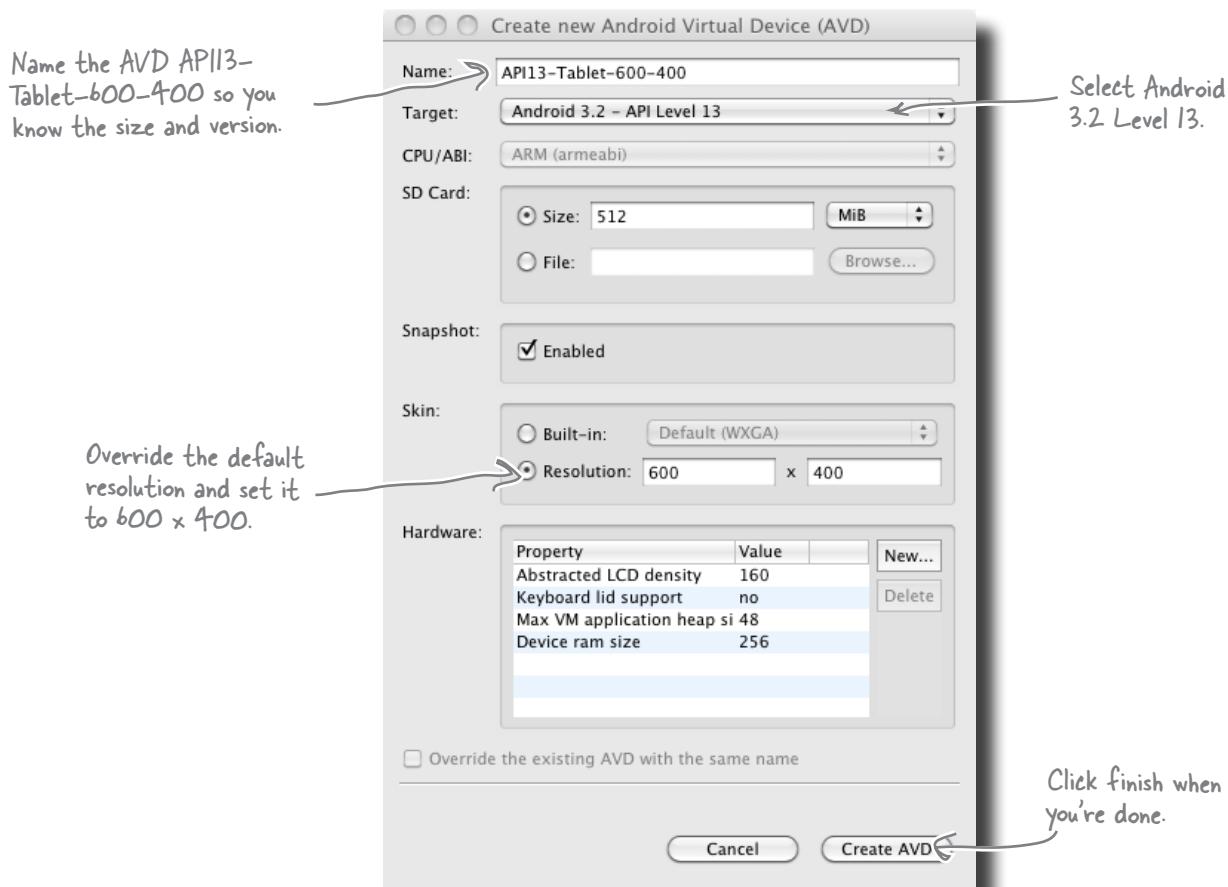 Create new Android Virtual Device (AVD)
Name the AVD API13-
Tablet-600-400 so you
know the size and version.
Name:
API13-Tablet-600-400
Target:
Android 3.2 - API Level 13
Select Android
3.2 Level 13.
CPU/ABI:
ARM (armeabi)
SD Card:
Size:
512
MiB
File:
Browse...
Snapshot:
Enabled
Skin:
Built-in:
Default (WXGA)
Resolution:
600
x
400
Override the default
resolution and set it
to 600 x 400.
Hardware:
Property Value
New...
Abstracted LCD density 160
Keyboard lid support no
Delete
Max VM application heap si 48
Device ram size 256
Override the existing AVD with the same name
Click finish when
you're done.
Cancel
Create AVD